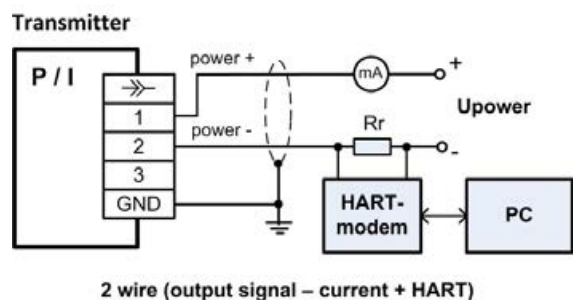 Transmitter
P / I
power +
mA
+
1
Upower
power -
Rr
2
-
3
GND
HART-
modem
PC
2 wire (output signal – current + HART)